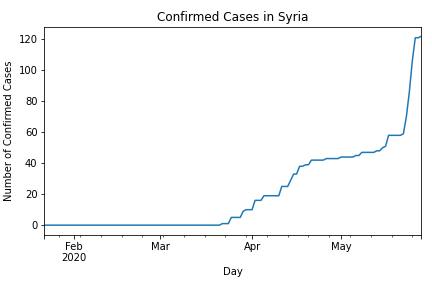 Confirmed Cases in Syria
Number of Confirmed Cases
120
100
80
60
40
20
0
Feb
2020
Mar
Apr
May
Day